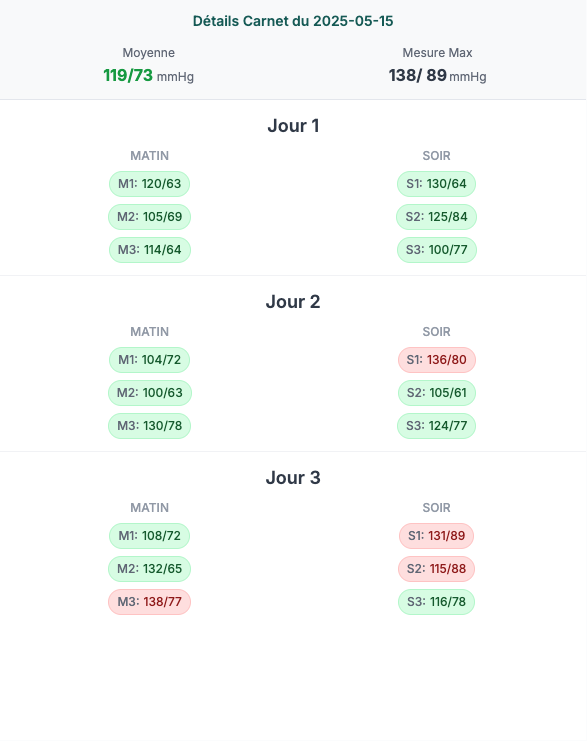 Détails Carnet du 2025-05-15
Moyenne
119/73 mmHg
Mesure Max
138/ 89 mmHg
Jour 1
MATIN
M1: 120/63
M2: 105/69
M3: 114/64
SOIR
S1: 130/64
S2: 125/84
S3: 100/77
Jour 2
MATIN
M1: 104/72
M2: 100/63
M3: 130/78
SOIR
S1: 136/80
S2: 105/61
S3: 124/77
Jour 3
MATIN
M1: 108/72
M2: 132/65
M3: 138/77
SOIR
S1: 131/89
S2: 115/88
S3: 116/78